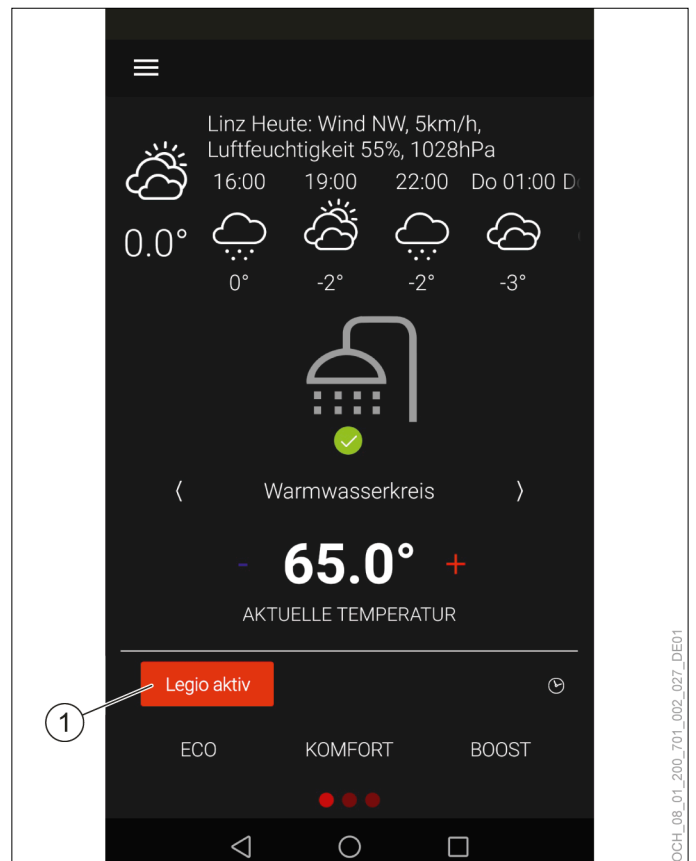 Linz Heute: Wind NW, 5km/h,
Luftfeuchtigkeit 55%, 1028hPa
16:00 19:00 22:00 Do 01:00 D
0.0°
0° -2° -2° -3°
Warmwasserkreis
- 65.0° +
AKTUELLE TEMPERATUR
Legio aktiv
1
ECO KOMFORT BOOST
OCH_08_01_200_701_002_027_DE01